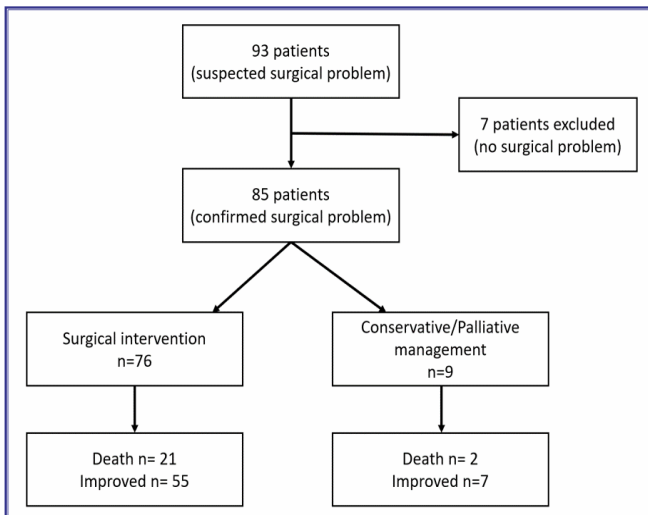 93 patients
(suspected surgical problem)
7 patients excluded
(no surgical problem)
85 patients
(confirmed surgical problem)
Surgical intervention
n=76
Conservative/Palliative
management
n=9
Death n= 21
Improved n= 55
Death n= 2
Improved n=7